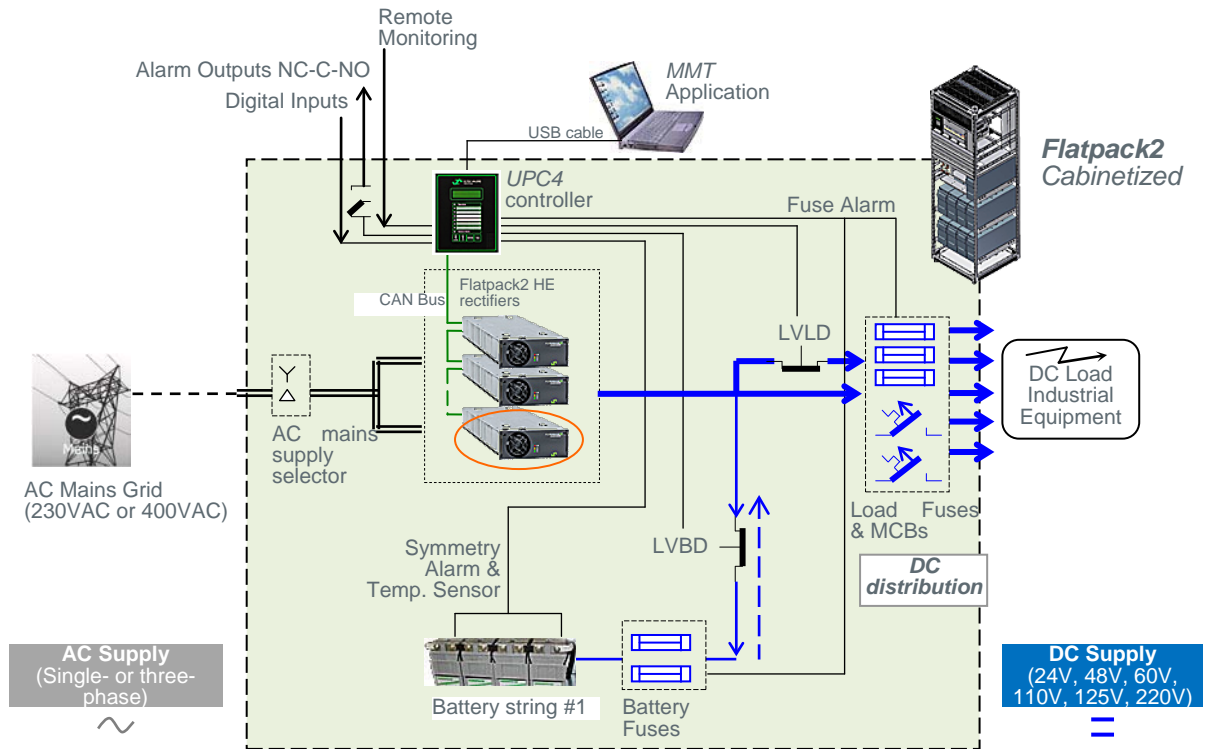 Remote
Monitoring
Alarm Outputs NC-C-NO
Digital Inputs
MMT
Application
USB cable
Flatpack2
Cabinetized
UPC4
controller
Fuse Alarm
CAN Bus
Flatpack2 HE
rectifiers
LVLD
DC Load
Industrial
Equipment
Mains
AC mains
supply
selector
AC Mains Grid
(230VAC or 400VAC)
Load Fuses
& MCBs
LVBD
Symmetry
Alarm &
Temp. Sensor
DC
distribution
AC Supply
(Single- or three-
phase)
DC Supply
(24V, 48V, 60V,
110V, 125V, 220V)
Battery string #1
Battery
Fuses